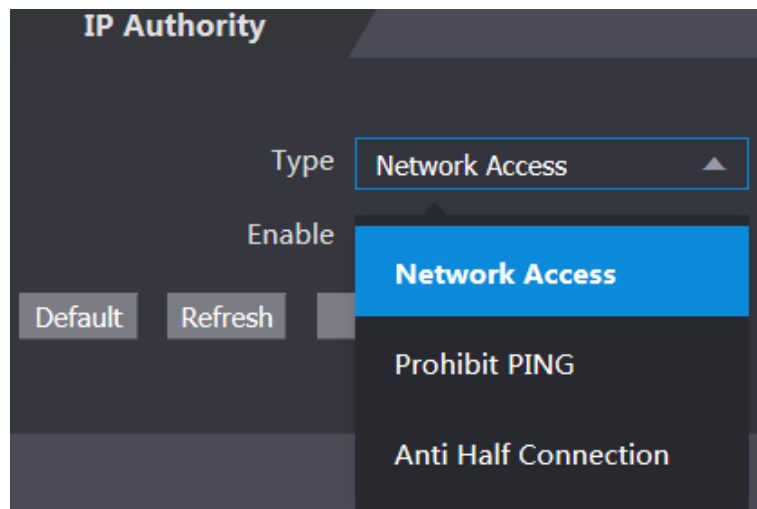 IP Authority
Type Network Access
Enable
Network Access
Default Refresh
Prohibit PING
Anti Half Connection